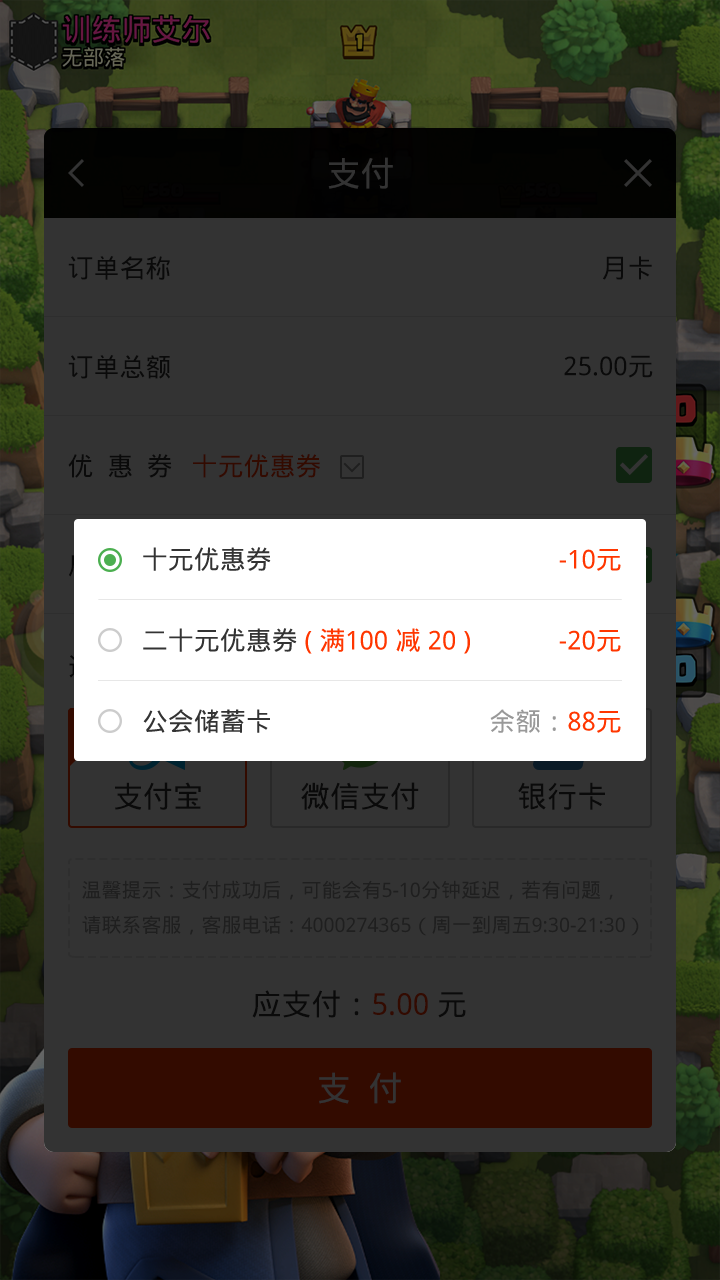 训练师艾尔
无部落
1
支付
订单名称 月卡
订单总额 25.00元
优惠券 十元优惠券
十元优惠券 -10元
二十元优惠券 ( 满100 减 20 ) -20元
公会储蓄卡 余额：88元
支付宝 微信支付 银行卡
温馨提示：支付成功后，可能会有5-10分钟延迟，若有问题，
请联系客服，客服电话：4000274365（周一到周五9:30-21:30）
应支付：5.00 元
支 付